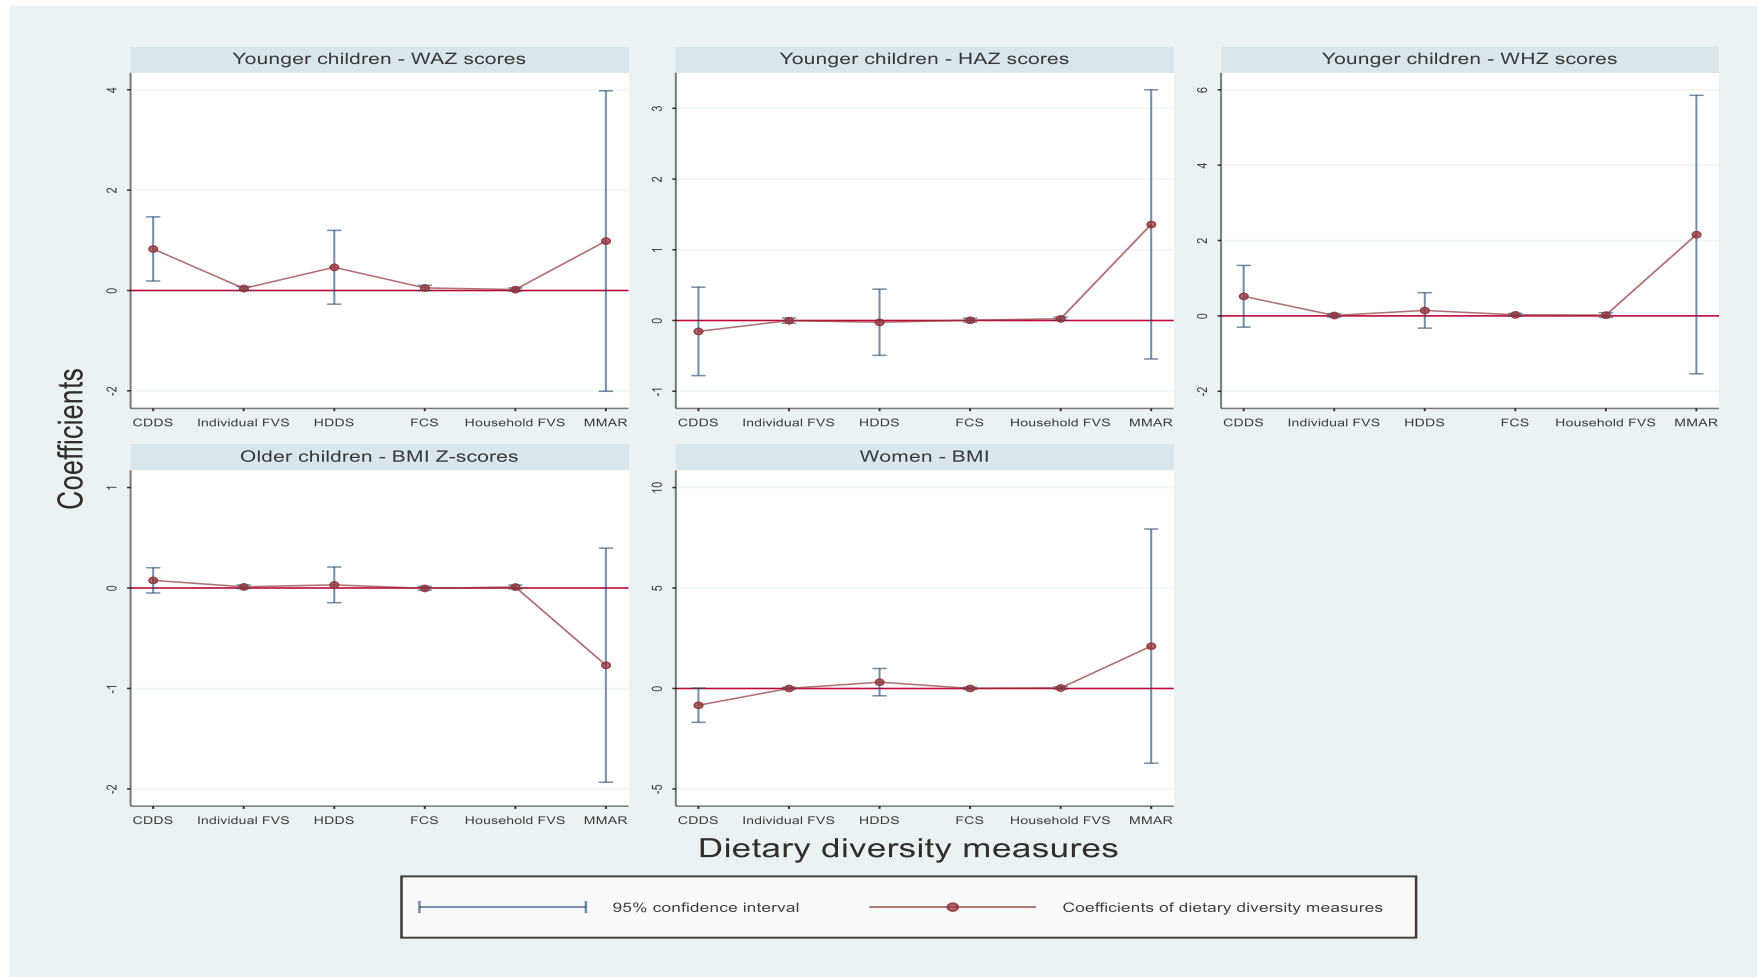 Younger children - WAZ scores
4
2
0
-2
CDDS Individual FVS HDDS FCS Household FVS MMAR
Younger children - HAZ scores
3
2
1
0
-1
CDDS Individual FVS HDDS FCS Household FVS MMAR
Younger children - WHZ scores
6
4
2
0
-2
CDDS Individual FVS HDDS FCS Household FVS MMAR
Coefficients
Older children - BMI Z-scores
1
0
-1
-2
CDDS Individual FVS HDDS FCS Household FVS MMAR
Women - BMI
10
5
0
-5
CDDS Individual FVS HDDS FCS Household FVS MMAR
Dietary diversity measures
95% confidence interval
Coefficients of dietary diversity measures